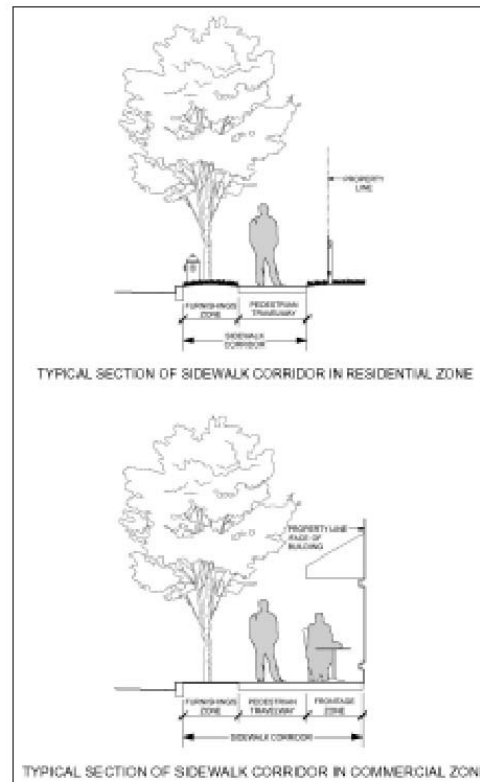 PROPERTY
LINE
FURNISHINGS
ZONE
PEDESTRIAN
TRAVELWAY
SIDEWALK
CORRIDOR
TYPICAL SECTION OF SIDEWALK CORRIDOR IN RESIDENTIAL ZONE
PROPERTY LINE
FACE OF
BUILDING
FURNISHINGS
ZONE
PEDESTRIAN
TRAVELWAY
FRONTAGE
ZONE
SIDEWALK CORRIDOR
TYPICAL SECTION OF SIDEWALK CORRIDOR IN COMMERCIAL ZON